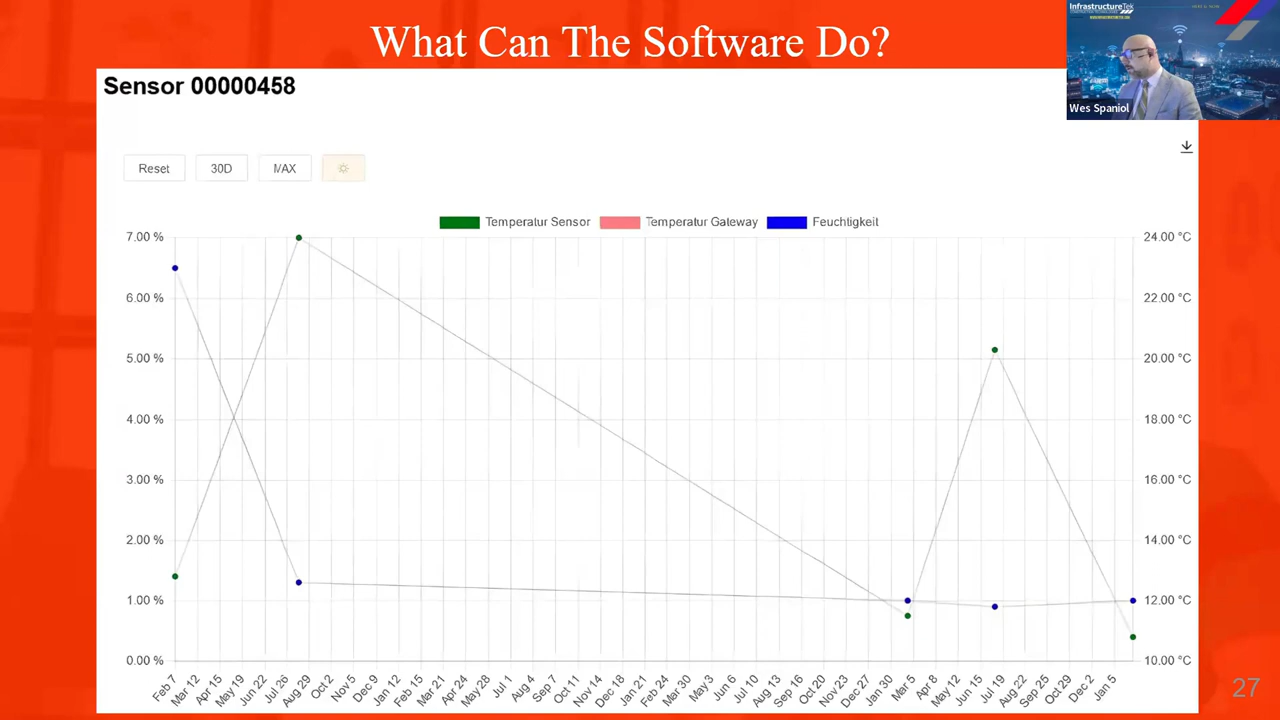 What Can The Software Do?
InfrastructureTek
Wes Spaniol
Sensor 00000458
Reset 30D MAX
Temperatur Sensor Temperatur Gateway Feuchtigkeit
7.00 % 24.00 °C
6.00 % 22.00 °C
5.00 % 20.00 °C
4.00 % 18.00 °C
3.00 % 16.00 °C
2.00 % 14.00 °C
1.00 % 12.00 °C
0.00 % 10.00 °C
Feb 7 Mar 12 Apr 15 May 19 Jun 22 Jul 26 Aug 29 Oct 2 Nov 5 Dec 9 Jan 12 Feb 15 Mar 21 Apr 24 May 28 Jul 1 Aug 4 Sep 7 Oct 11 Nov 14 Dec 18 Jan 21 Feb 24 Mar 30 May 3 Jun 6 Jul 10 Aug 13 Sep 16 Oct 20 Nov 23 Dec 27 Jan 30 Mar 5 Apr 8 May 12 Jun 15 Jul 19 Aug 22 Sep 25 Oct 29 Dec 2 Jan 5
27